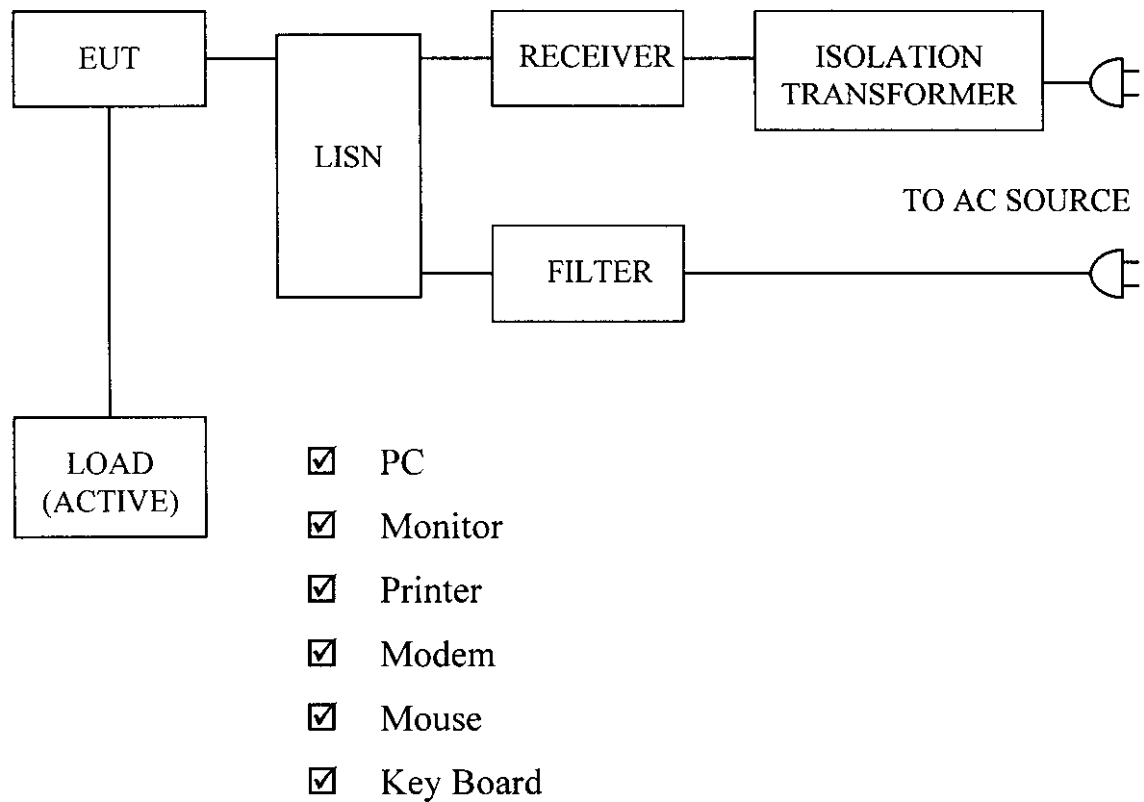 EUT
LISN
RECEIVER
ISOLATION
TRANSFORMER
TO AC SOURCE
FILTER
LOAD
(ACTIVE)
☑ PC
☑ Monitor
☑ Printer
☑ Modem
☑ Mouse
☑ Key Board